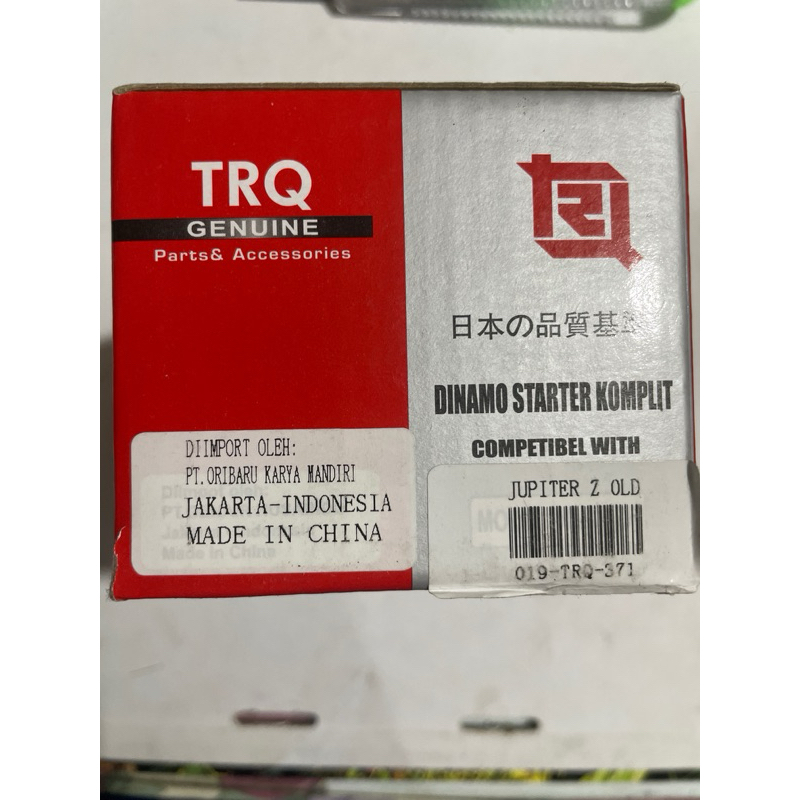 TRQ
GENUINE
Parts& Accessories
DIIMPORT OLEH:
PT.ORIBARU KARYA MANDIRI
JAKARTA-INDONESIA
MADE IN CHINA
日本の品質基
DINAMO STARTER KOMPLIT
COMPETIBEL WITH
JUPITER Z OLD
019-TRQ-371